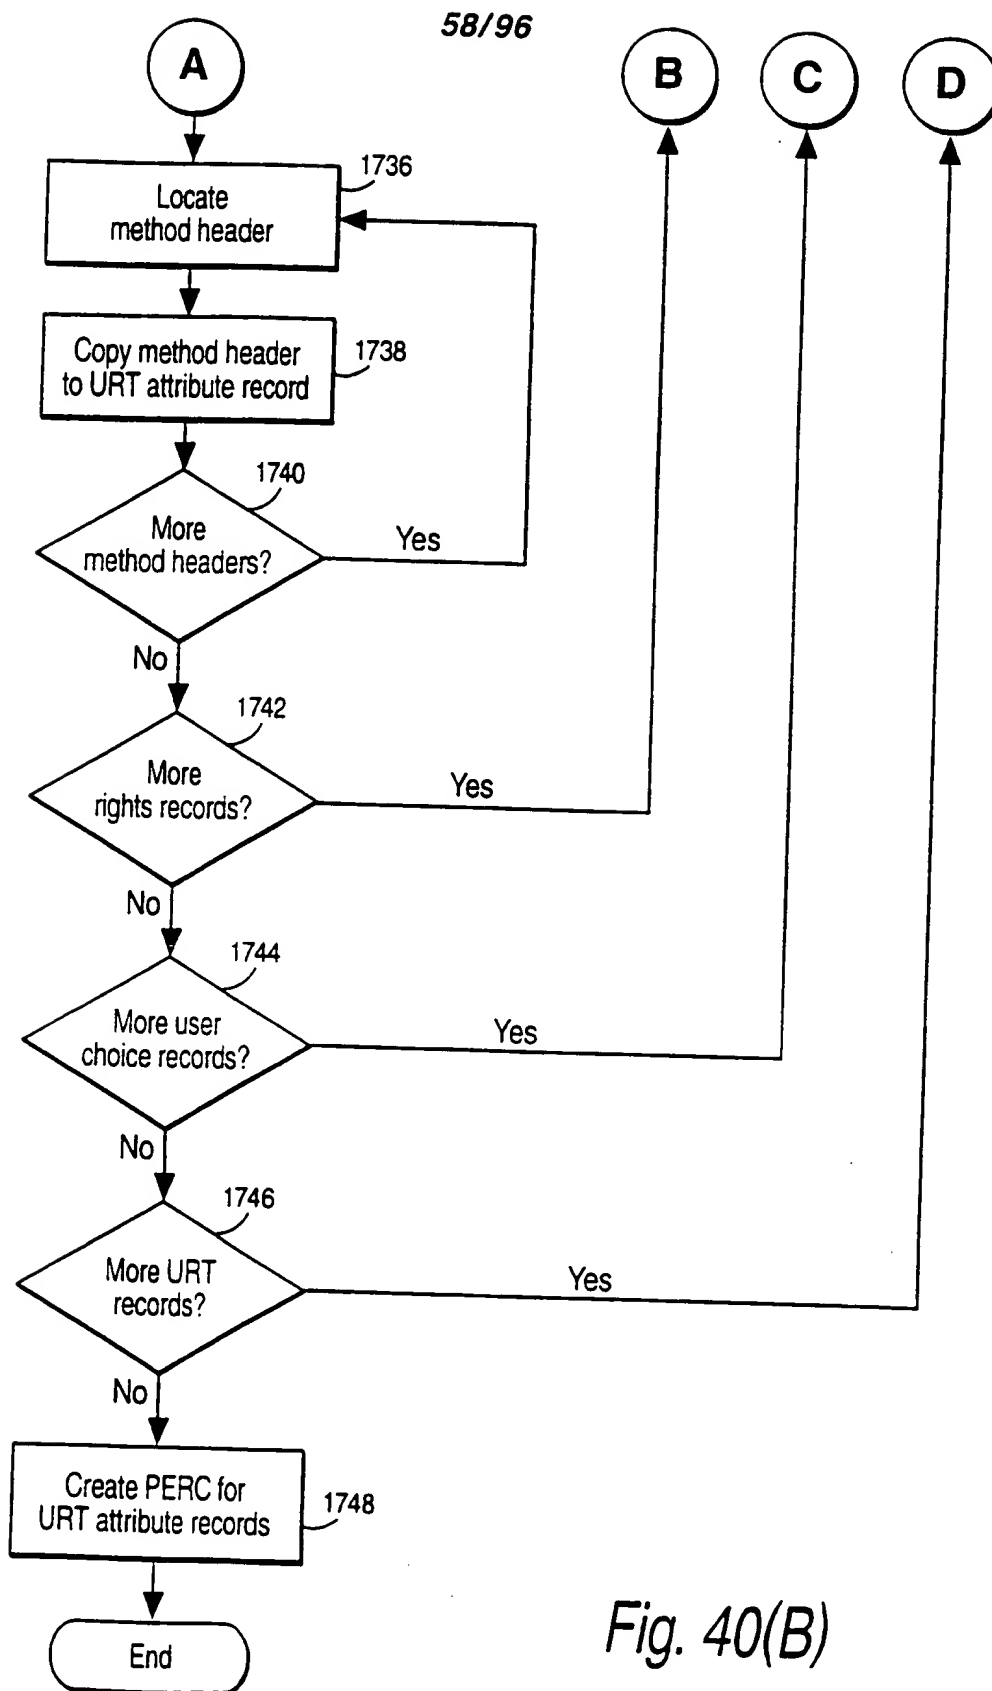 58/96
A
B
C
D
1736
Locate
method header
1738
Copy method header
to URT attribute record
1740
More
method headers?
Yes
No
1742
More
rights records?
Yes
No
1744
More user
choice records?
Yes
No
1746
More URT
records?
Yes
No
Create PERC for
URT attribute records
1748
End
Fig. 40(B)